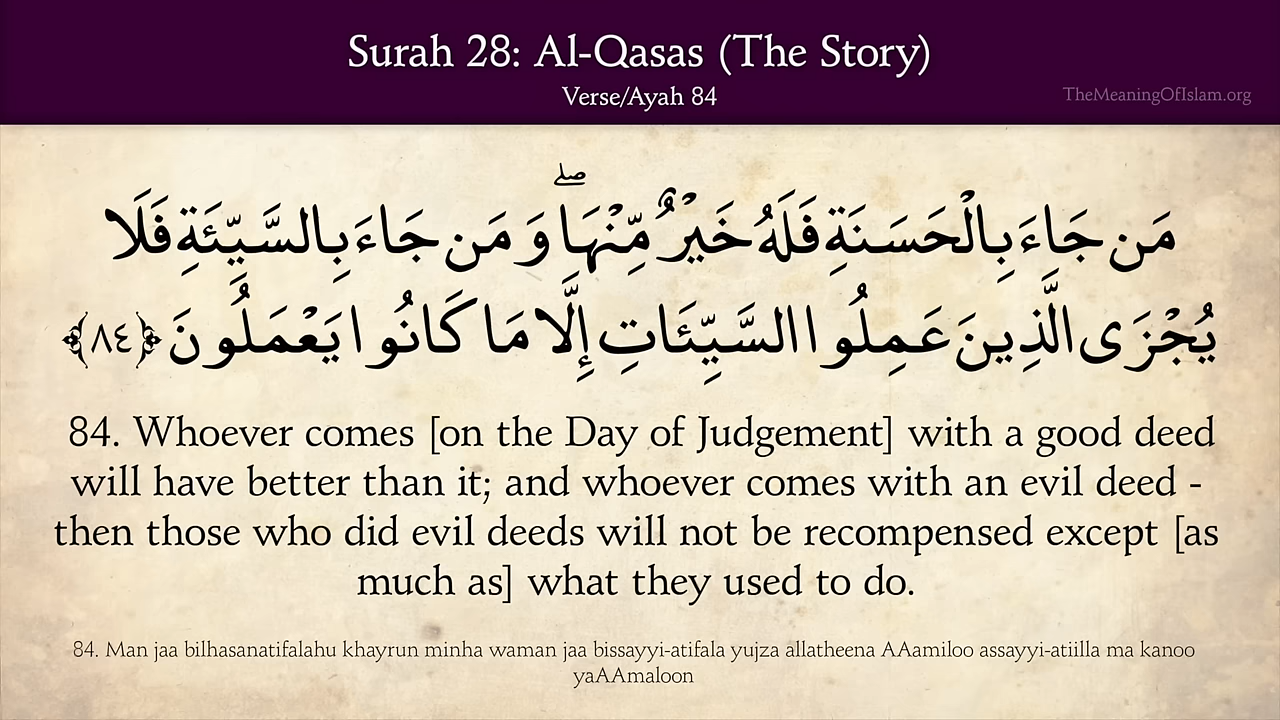 Surah 28: Al-Qasas (The Story)
Verse/Ayah 84
TheMeaningOfIslam.org
مَن جَاءَ بِالْحَسَنَةِ فَلَهُ خَيْرٌ مِّنْهَا ۖ وَمَن جَاءَ بِالسَّيِّئَةِ فَلَا
يُجْزَى الَّذِينَ عَمِلُوا السَّيِّئَاتِ إِلَّا مَا كَانُوا يَعْمَلُونَ ﴿٨٤﴾
84. Whoever comes [on the Day of Judgement] with a good deed
will have better than it; and whoever comes with an evil deed -
then those who did evil deeds will not be recompensed except [as
much as] what they used to do.
84. Man jaa bilhasanatifalahu khayrun minha waman jaa bissayyi-atifala yujza allatheena AAamiloo assayyi-atiilla ma kanoo
yaAAmaloon